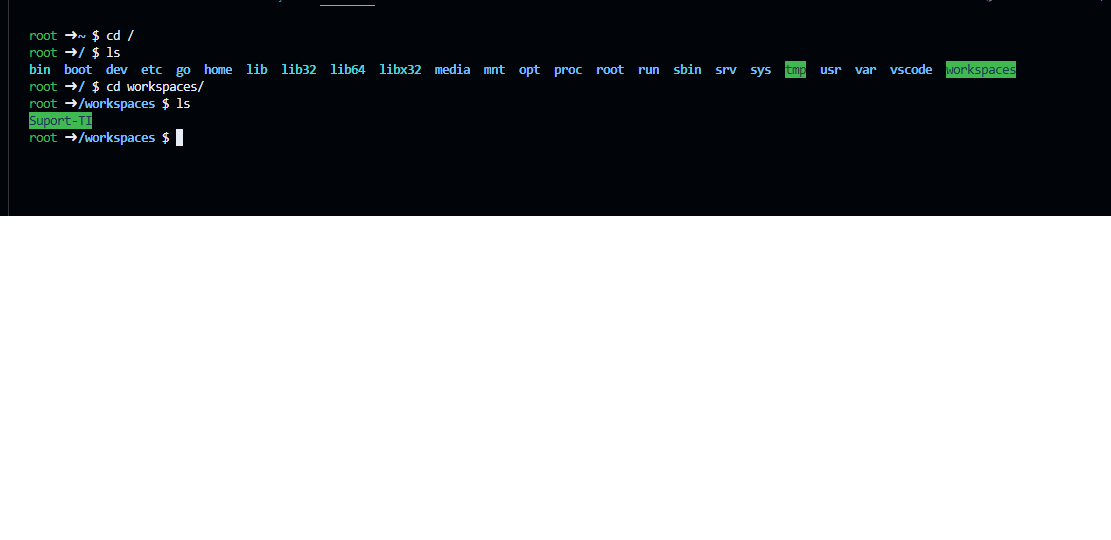 root ➜~ $ cd /
root ➜/ $ ls
bin boot dev etc go home lib lib32 lib64 libx32 media mnt opt proc root run sbin srv sys tmp usr var vscode workspaces
root ➜/ $ cd workspaces/
root ➜/workspaces $ ls
Suport-TI
root ➜/workspaces $